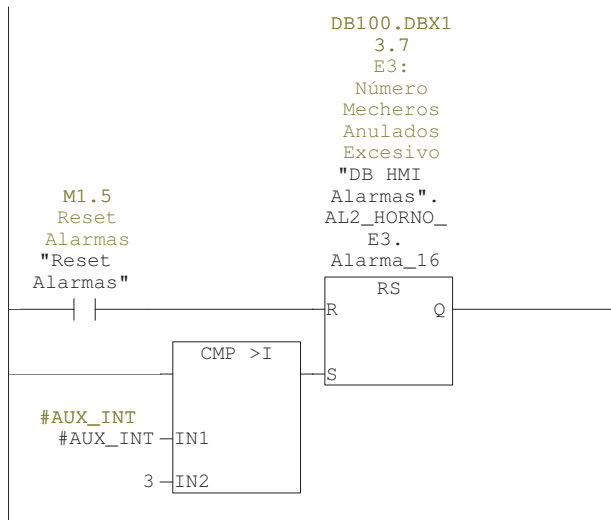 DB100.DBX1
3.7
E3:
Número
Mecheros
Anulados
Excesivo
"DB HMI
Alarmas".
AL2_HORNO_
E3.
Alarma_16
M1.5
Reset
Alarmas
"Reset
Alarmas"
RS
R Q
CMP >I
S
#AUX_INT
#AUX_INT IN1
3 IN2